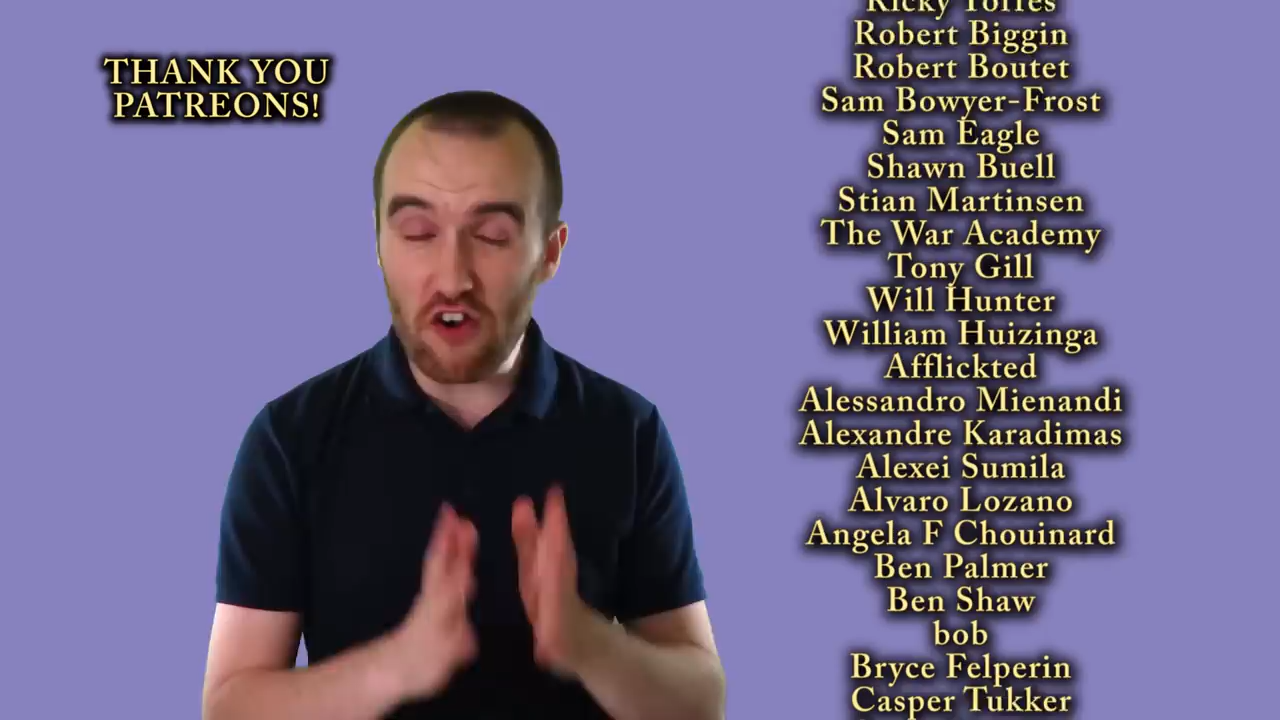 THANK YOU
PATREONS!
Ricky Torres
Robert Biggin
Robert Boutet
Sam Bowyer-Frost
Sam Eagle
Shawn Buell
Stian Martinsen
The War Academy
Tony Gill
Will Hunter
William Huizinga
Afflickted
Alessandro Mienandi
Alexandre Karadimas
Alexei Sumila
Alvaro Lozano
Angela F Chouinard
Ben Palmer
Ben Shaw
bob
Bryce Felperin
Casper Tukker